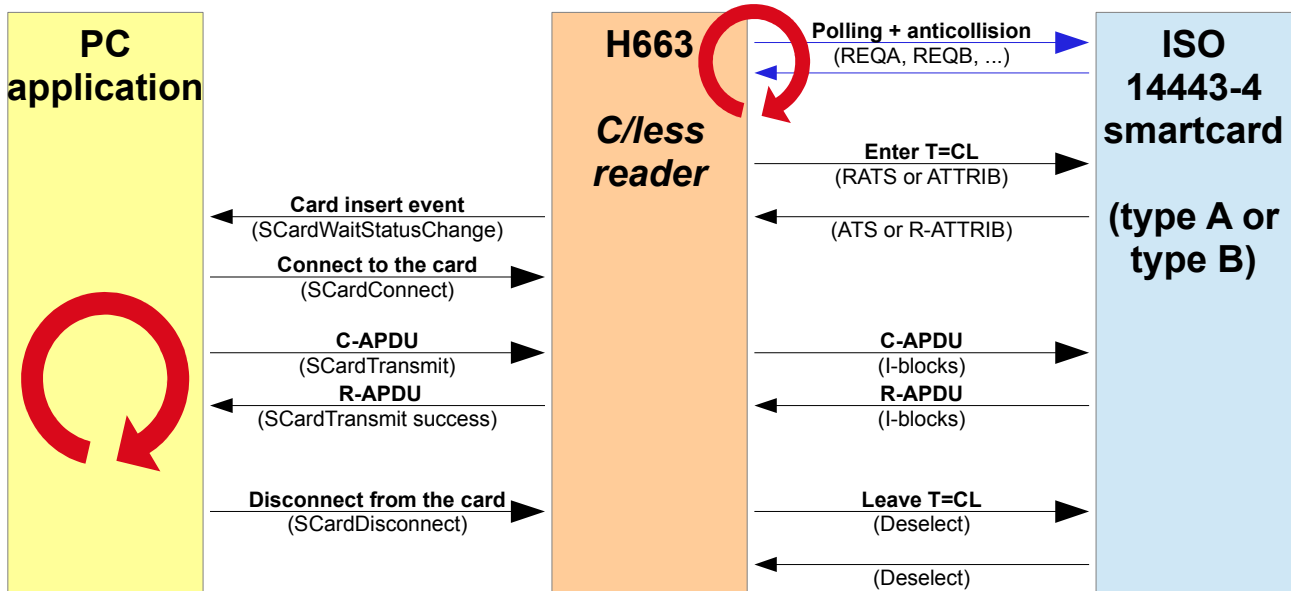 PC
application
H663
C/less
reader
Polling + anticollision
(REQA, REQB, ...)
ISO
14443-4
smartcard
(type A or
type B)
Enter T=CL
(RATS or ATTRIB)
Card insert event
(SCardWaitStatusChange)
(ATS or R-ATTRIB)
Connect to the card
(SCardConnect)
C-APDU
(SCardTransmit)
C-APDU
(I-blocks)
R-APDU
(SCardTransmit success)
R-APDU
(I-blocks)
Disconnect from the card
(SCardDisconnect)
Leave T=CL
(Deselect)
(Deselect)